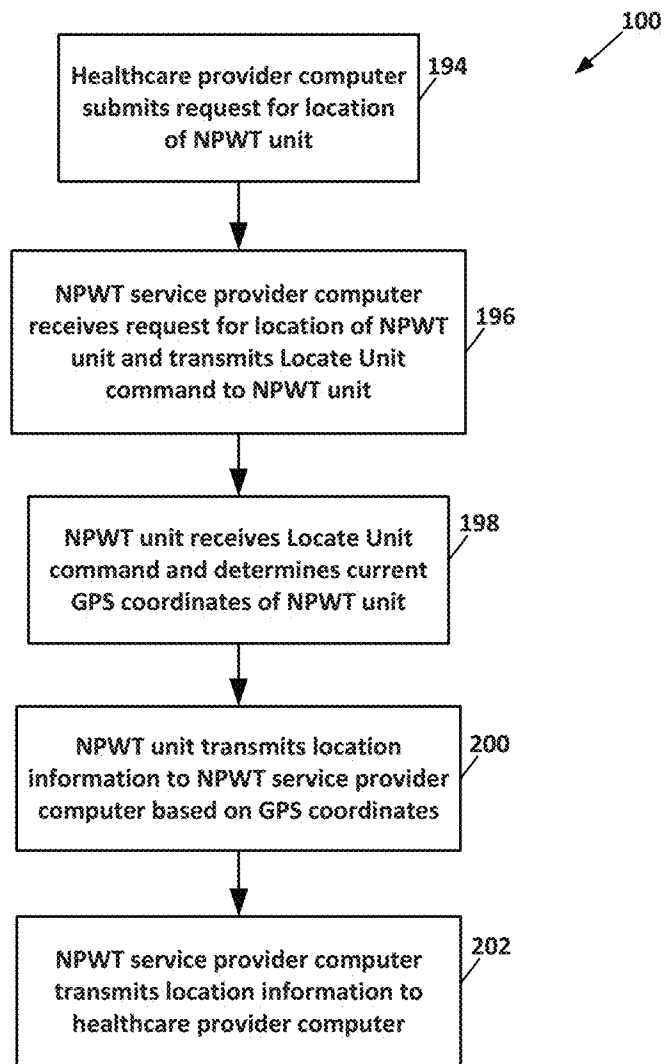 100
Healthcare provider computer
submits request for location
of NPWT unit
194
NPWT service provider computer
receives request for location of NPWT
unit and transmits Locate Unit
command to NPWT unit
196
NPWT unit receives Locate Unit
command and determines current
GPS coordinates of NPWT unit
198
NPWT unit transmits location
information to NPWT service provider
computer based on GPS coordinates
200
NPWT service provider computer
transmits location information to
healthcare provider computer
202